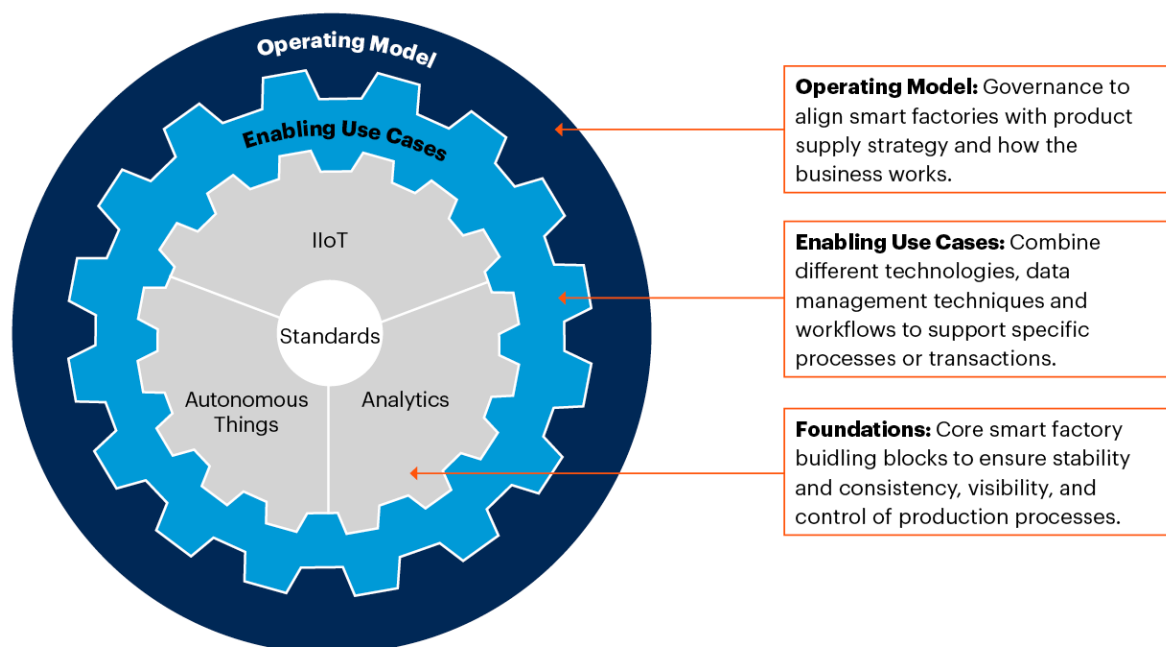 Operating Model
Enabling Use Cases
IIoT
Standards
Autonomous
Things
Analytics
Operating Model: Governance to
align smart factories with product
supply strategy and how the
business works.
Enabling Use Cases: Combine
different technologies, data
management techniques and
workflows to support specific
processes or transactions.
Foundations: Core smart factory
buidling blocks to ensure stability
and consistency, visibility, and
control of production processes.